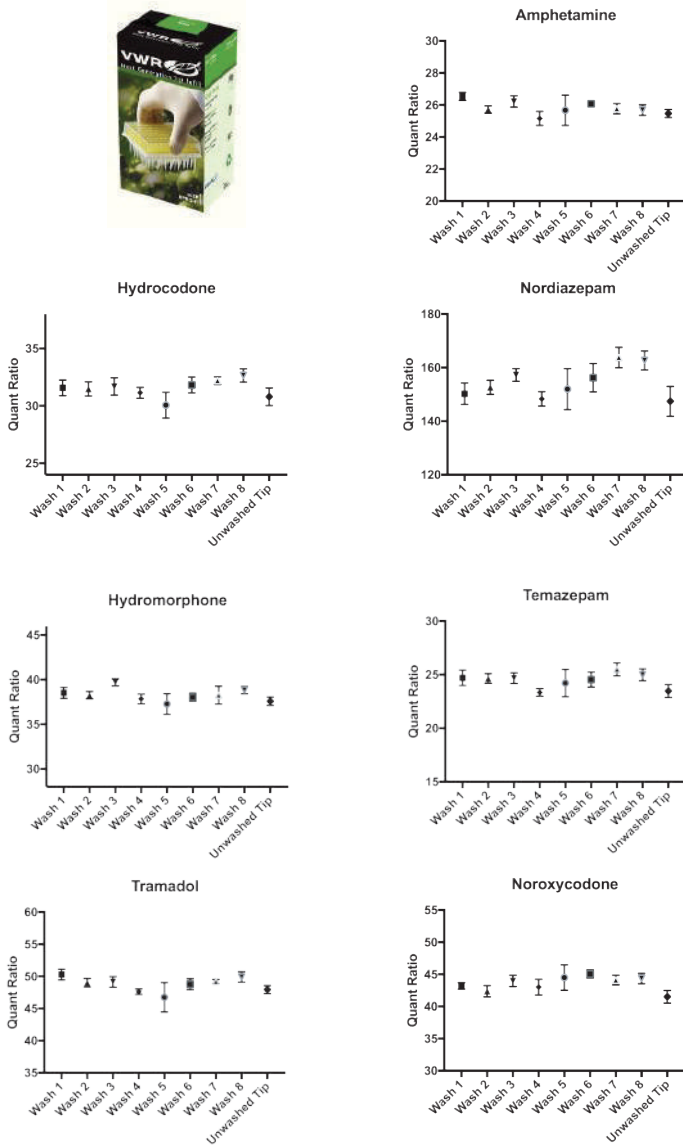 VWR
Next Generation Tip Refill
Amphetamine
Quant Ratio
30
28
26
24
22
20
Wash 1
Wash 2
Wash 3
Wash 4
Wash 5
Wash 6
Wash 7
Wash 8
Unwashed Tip
Hydrocodone
Quant Ratio
35
30
25
Wash 1
Wash 2
Wash 3
Wash 4
Wash 5
Wash 6
Wash 7
Wash 8
Unwashed Tip
Nordiazepam
Quant Ratio
180
160
140
120
Wash 1
Wash 2
Wash 3
Wash 4
Wash 5
Wash 6
Wash 7
Wash 8
Unwashed Tip
Hydromorphone
Quant Ratio
45
40
35
30
Wash 1
Wash 2
Wash 3
Wash 4
Wash 5
Wash 6
Wash 7
Wash 8
Unwashed Tip
Temazepam
Quant Ratio
30
25
20
15
Wash 1
Wash 2
Wash 3
Wash 4
Wash 5
Wash 6
Wash 7
Wash 8
Unwashed Tip
Tramadol
Quant Ratio
60
55
50
45
40
35
Wash 1
Wash 2
Wash 3
Wash 4
Wash 5
Wash 6
Wash 7
Wash 8
Unwashed Tip
Noroxycodone
Quant Ratio
55
50
45
40
35
30
Wash 1
Wash 2
Wash 3
Wash 4
Wash 5
Wash 6
Wash 7
Wash 8
Unwashed Tip